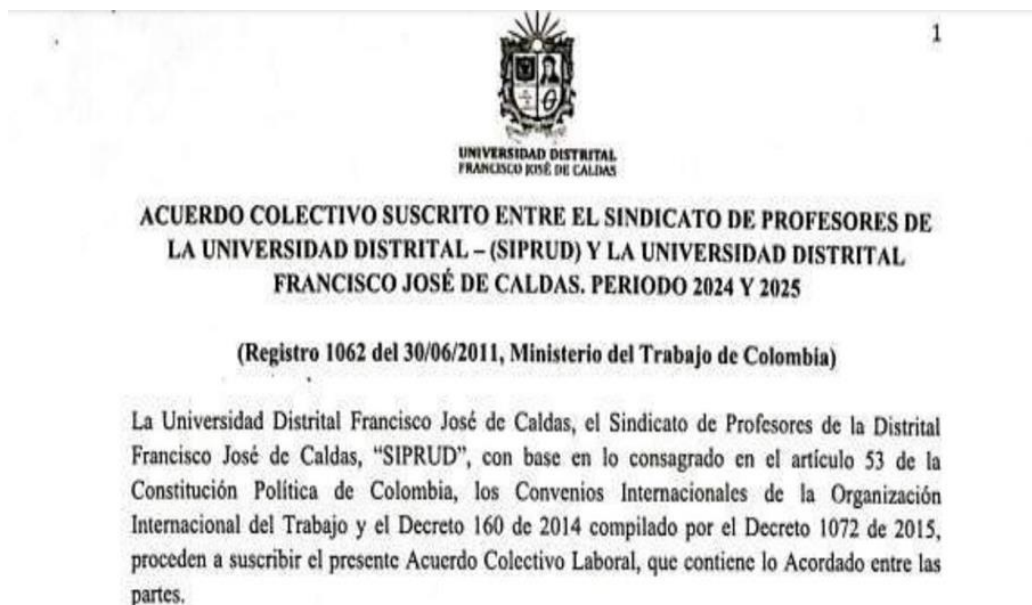 1
UNIVERSIDAD DISTRITAL
FRANCISCO JOSÉ DE CALDAS
ACUERDO COLECTIVO SUSCRITO ENTRE EL SINDICATO DE PROFESORES DE
LA UNIVERSIDAD DISTRITAL – (SIPRUD) Y LA UNIVERSIDAD DISTRITAL
FRANCISCO JOSÉ DE CALDAS. PERIODO 2024 Y 2025
(Registro 1062 del 30/06/2011, Ministerio del Trabajo de Colombia)
La Universidad Distrital Francisco José de Caldas, el Sindicato de Profesores de la Distrital
Francisco José de Caldas, “SIPRUD”, con base en lo consagrado en el artículo 53 de la
Constitución Política de Colombia, los Convenios Internacionales de la Organización
Internacional del Trabajo y el Decreto 160 de 2014 compilado por el Decreto 1072 de 2015,
proceden a suscribir el presente Acuerdo Colectivo Laboral, que contiene lo Acordado entre las
partes.